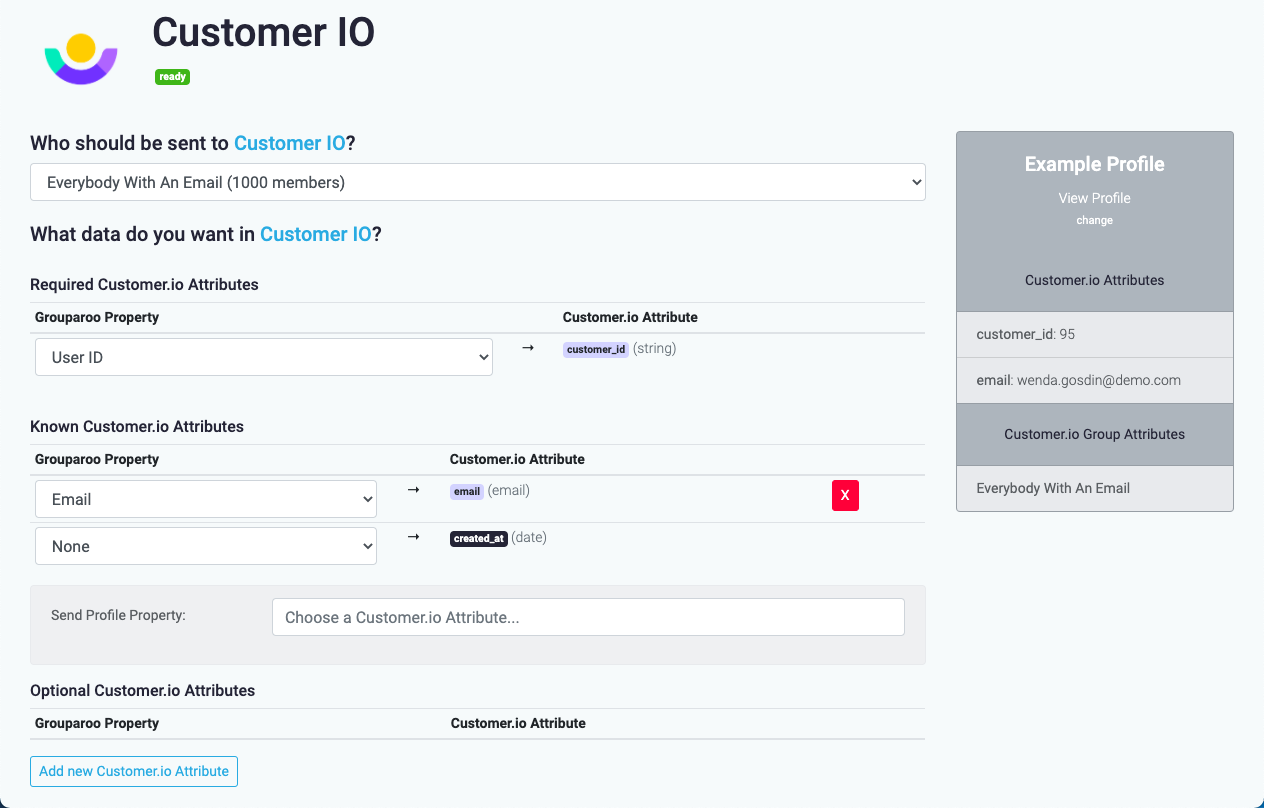 Customer IO
ready
Who should be sent to Customer IO?
Everybody With An Email (1000 members)
What data do you want in Customer IO?
Required Customer.io Attributes
Grouparoo Property Customer.io Attribute
User ID → customer_id (string)
Known Customer.io Attributes
Grouparoo Property Customer.io Attribute
Email → email (email) X
None → created_at (date)
Send Profile Property: Choose a Customer.io Attribute...
Optional Customer.io Attributes
Grouparoo Property Customer.io Attribute
Add new Customer.io Attribute
Example Profile
View Profile
change
Customer.io Attributes
customer_id: 95
email: wenda.gosdin@demo.com
Customer.io Group Attributes
Everybody With An Email